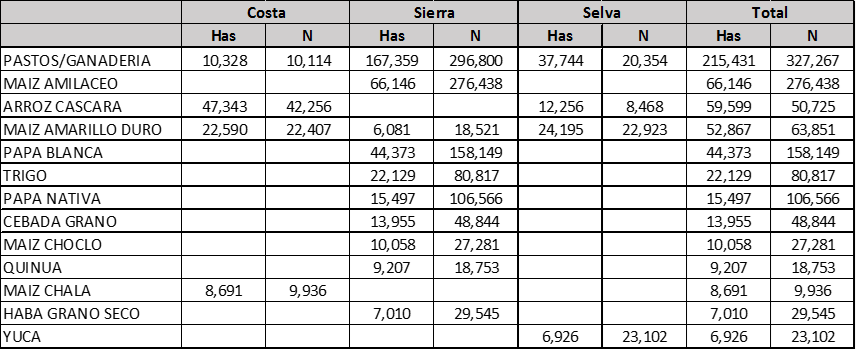 Costa Sierra Selva Total
Has N Has N Has N Has N
PASTOS/GANADERIA 10,328 10,114 167,359 296,800 37,744 20,354 215,431 327,267
MAIZ AMILACEO 66,146 276,438 66,146 276,438
ARROZ CASCARA 47,343 42,256 12,256 8,468 59,599 50,725
MAIZ AMARILLO DURO 22,590 22,407 6,081 18,521 24,195 22,923 52,867 63,851
PAPA BLANCA 44,373 158,149 44,373 158,149
TRIGO 22,129 80,817 22,129 80,817
PAPA NATIVA 15,497 106,566 15,497 106,566
CEBADA GRANO 13,955 48,844 13,955 48,844
MAIZ CHOCLO 10,058 27,281 10,058 27,281
QUINUA 9,207 18,753 9,207 18,753
MAIZ CHALA 8,691 9,936 8,691 9,936
HABA GRANO SECO 7,010 29,545 7,010 29,545
YUCA 6,926 23,102 6,926 23,102